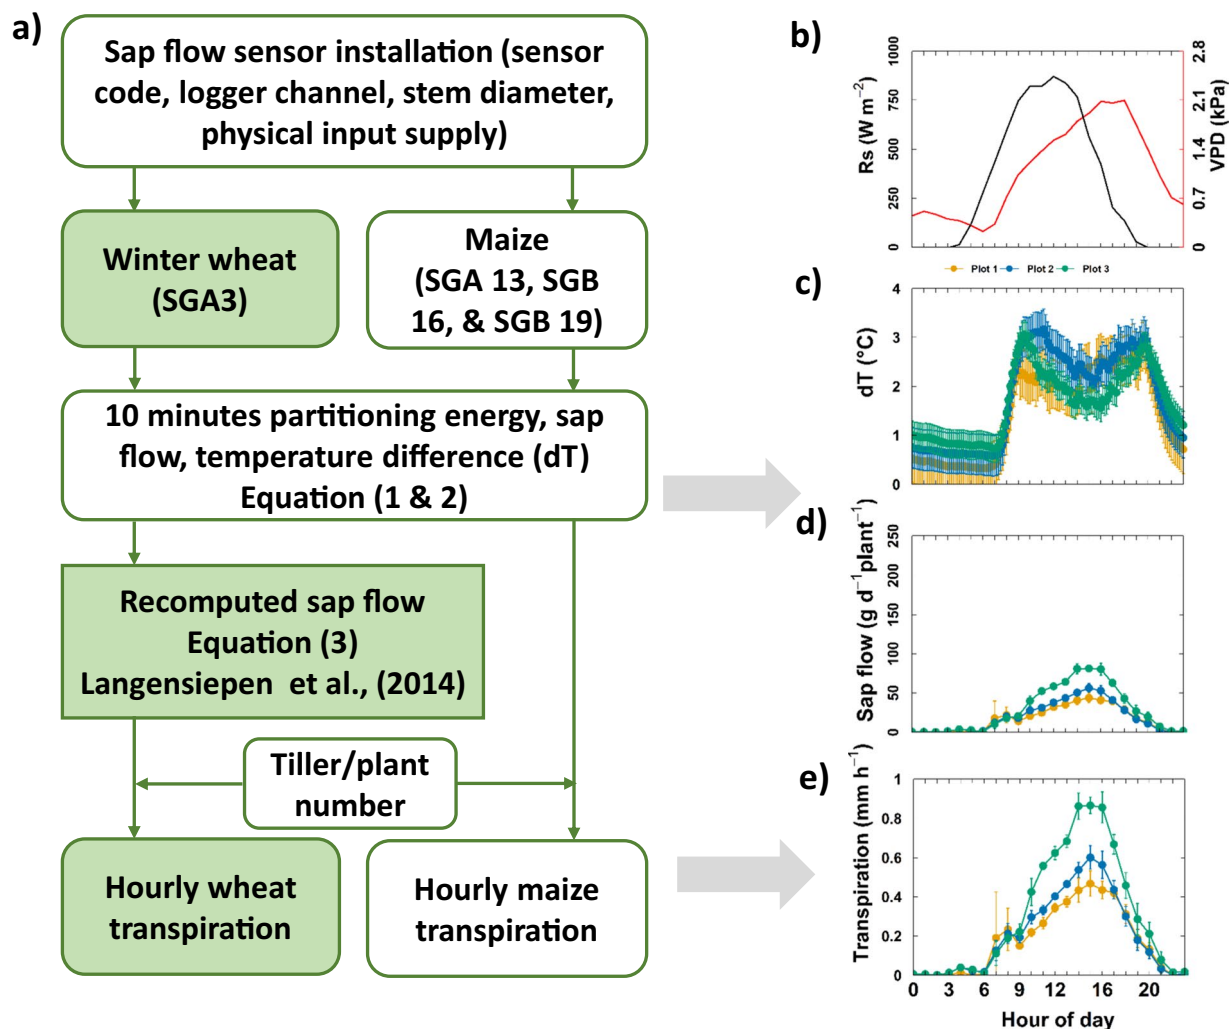 a)
Sap flow sensor installation (sensor
code, logger channel, stem diameter,
physical input supply)
Winter wheat
(SGA3)
Maize
(SGA 13, SGB
16, & SGB 19)
10 minutes partitioning energy, sap
flow, temperature difference (dT)
Equation (1 & 2)
Recomputed sap flow
Equation (3)
Langensiepen et al., (2014)
Tiller/plant
number
Hourly wheat
transpiration
Hourly maize
transpiration
b)
Rs (W m⁻²)
1000
750
500
250
0
VPD (kPa)
2.8
2.1
1.4
0.7
0
Plot 1 Plot 2 Plot 3
c)
dT (°C)
4
3
2
1
0
d)
Sap flow (g d⁻¹plant⁻¹)
250
200
150
100
50
0
e)
Transpiration (mm h⁻¹)
1
0.8
0.6
0.4
0.2
0
0 3 6 9 13 16 20
Hour of day